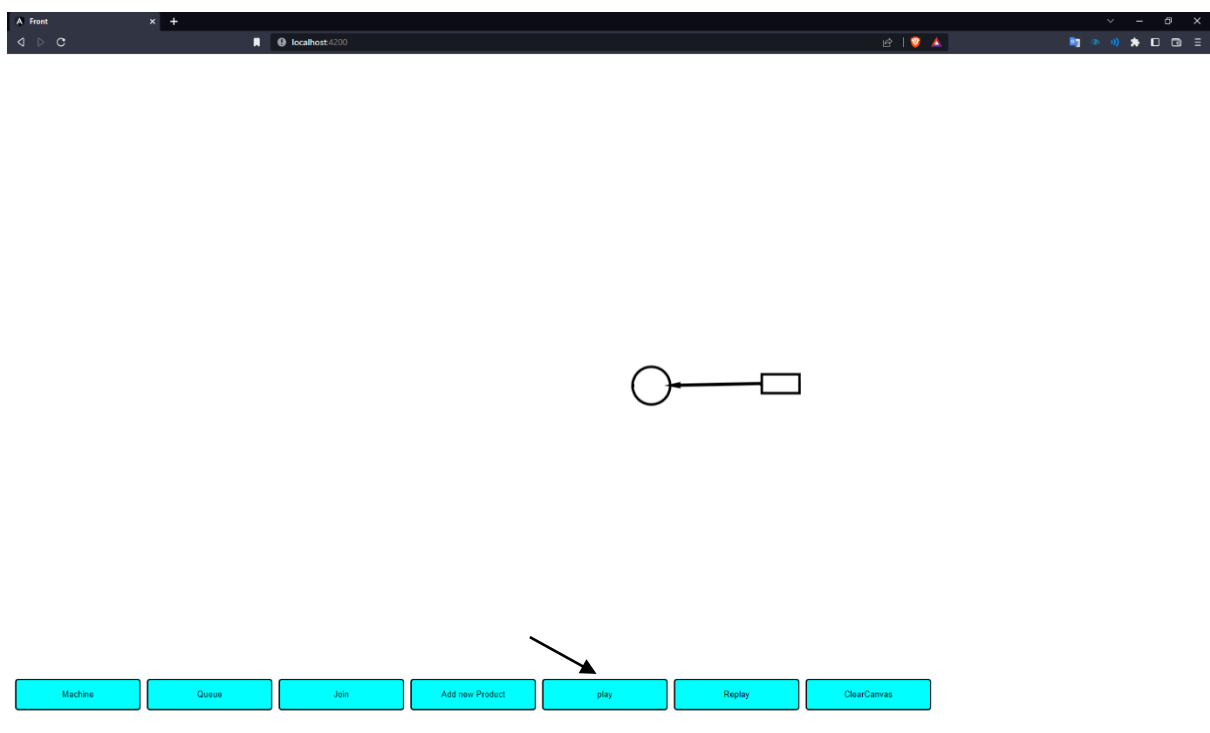 Front
localhost:4200
Machine Queue Join Add new Product play Replay ClearCanvas